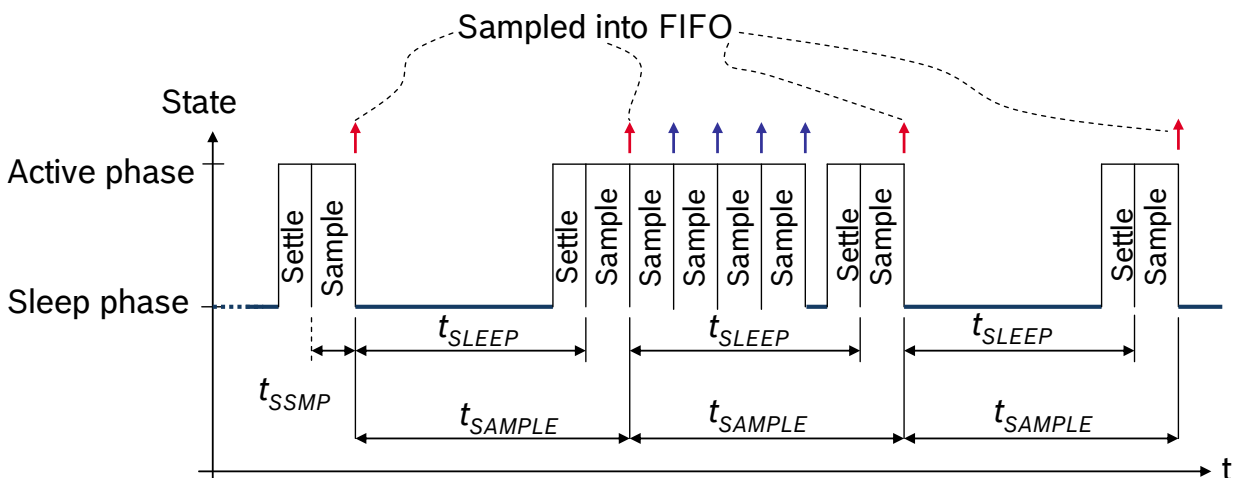 Sampled into FIFO
State
Active phase
Settle
Sample
Settle
Sample
Sample
Sample
Sample
Sample
Settle
Sample
Settle
Sample
Sleep phase
tSLEEP
tSLEEP
tSLEEP
tSSMP
tSAMPLE
tSAMPLE
tSAMPLE
t